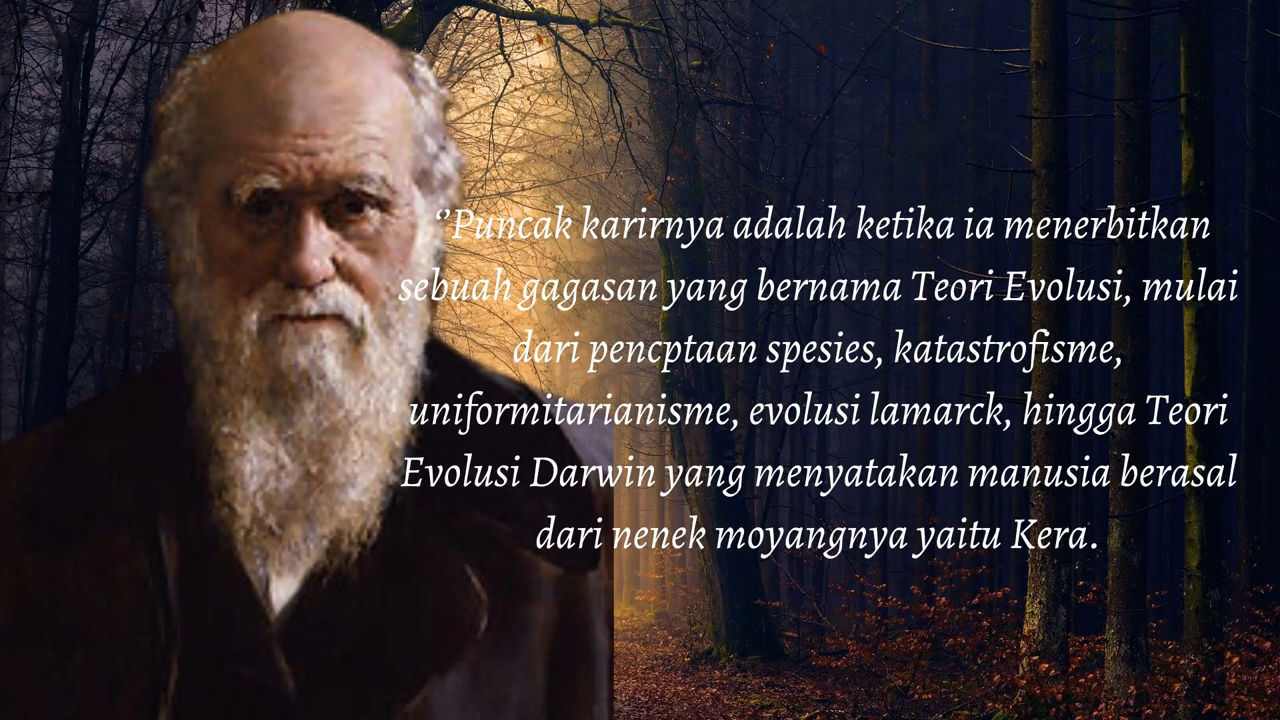 ‘’Puncak karirnya adalah ketika ia menerbitkan
sebuah gagasan yang bernama Teori Evolusi, mulai
dari pencptaan spesies, katastrofisme,
uniformitarianisme, evolusi lamarck, hingga Teori
Evolusi Darwin yang menyatakan manusia berasal
dari nenek moyangnya yaitu Kera.